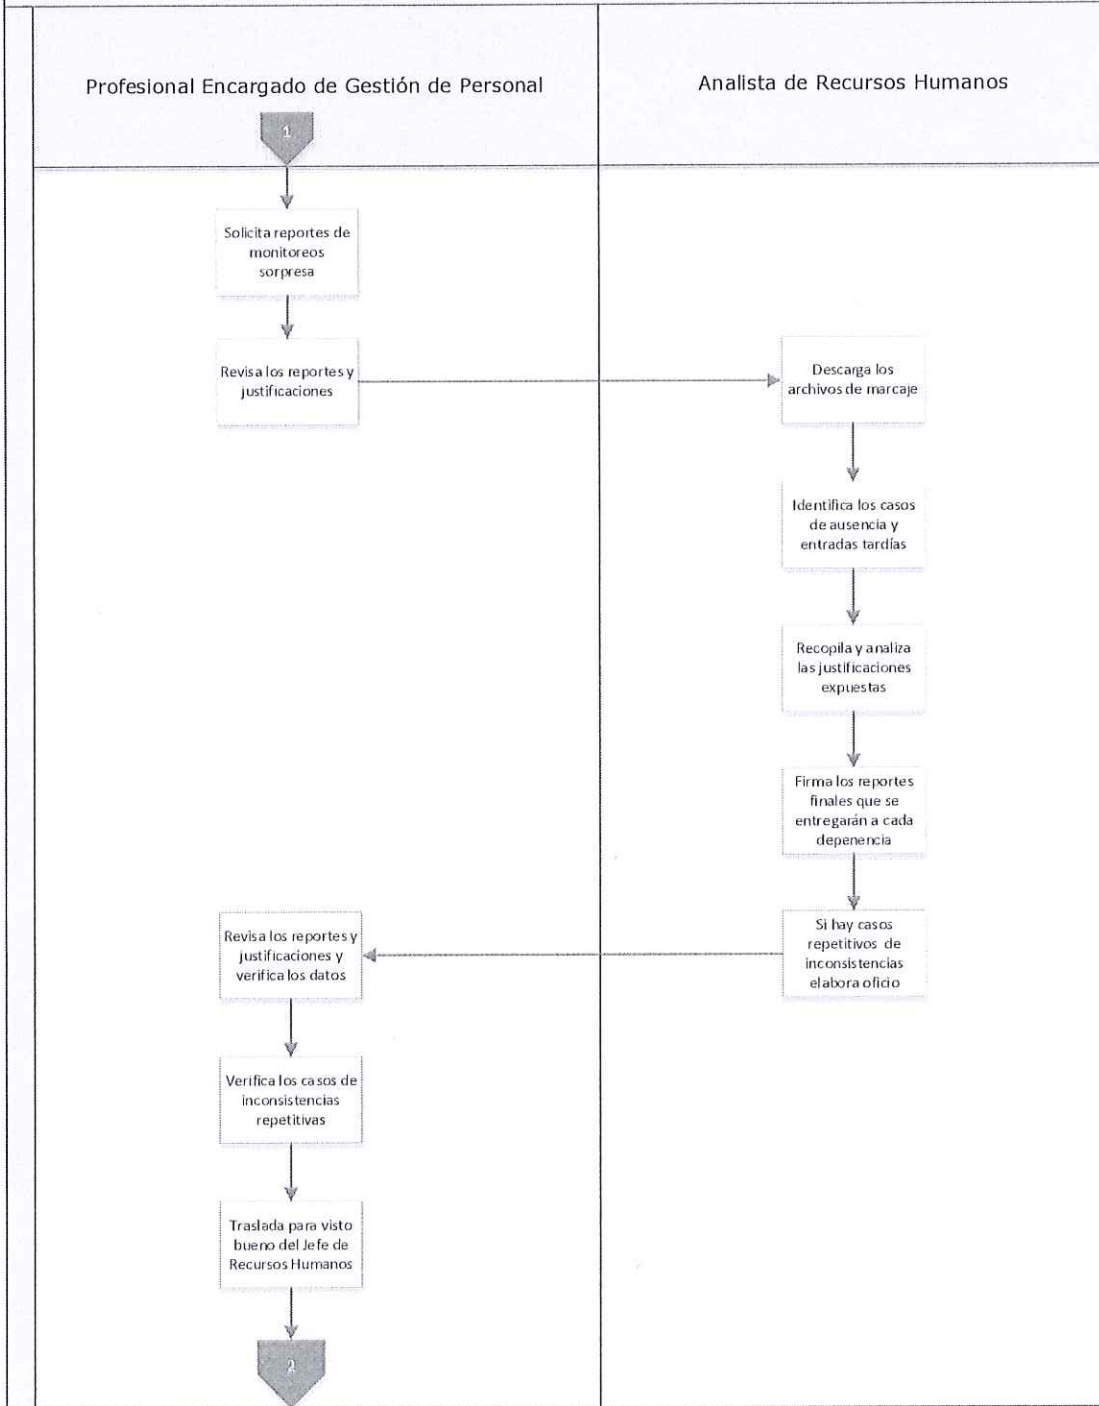 Profesional Encargado de Gestión de Personal
Analista de Recursos Humanos
1
Solicita reportes de
monitoreos
sorpresa
Revisa los reportes y
justificaciones
Descarga los
archivos de marcaje
Identifica los casos
de ausencia y
entradas tardías
Recopila y analiza
las justificaciones
expuestas
Firma los reportes
finales que se
entregarán a cada
depenencia
Si hay casos
repetitivos de
inconsistencias
elabora oficio
Revisa los reportes y
justificaciones y
verifica los datos
Verifica los casos de
inconsistencias
repetitivas
Traslada para visto
bueno del Jefe de
Recursos Humanos
2